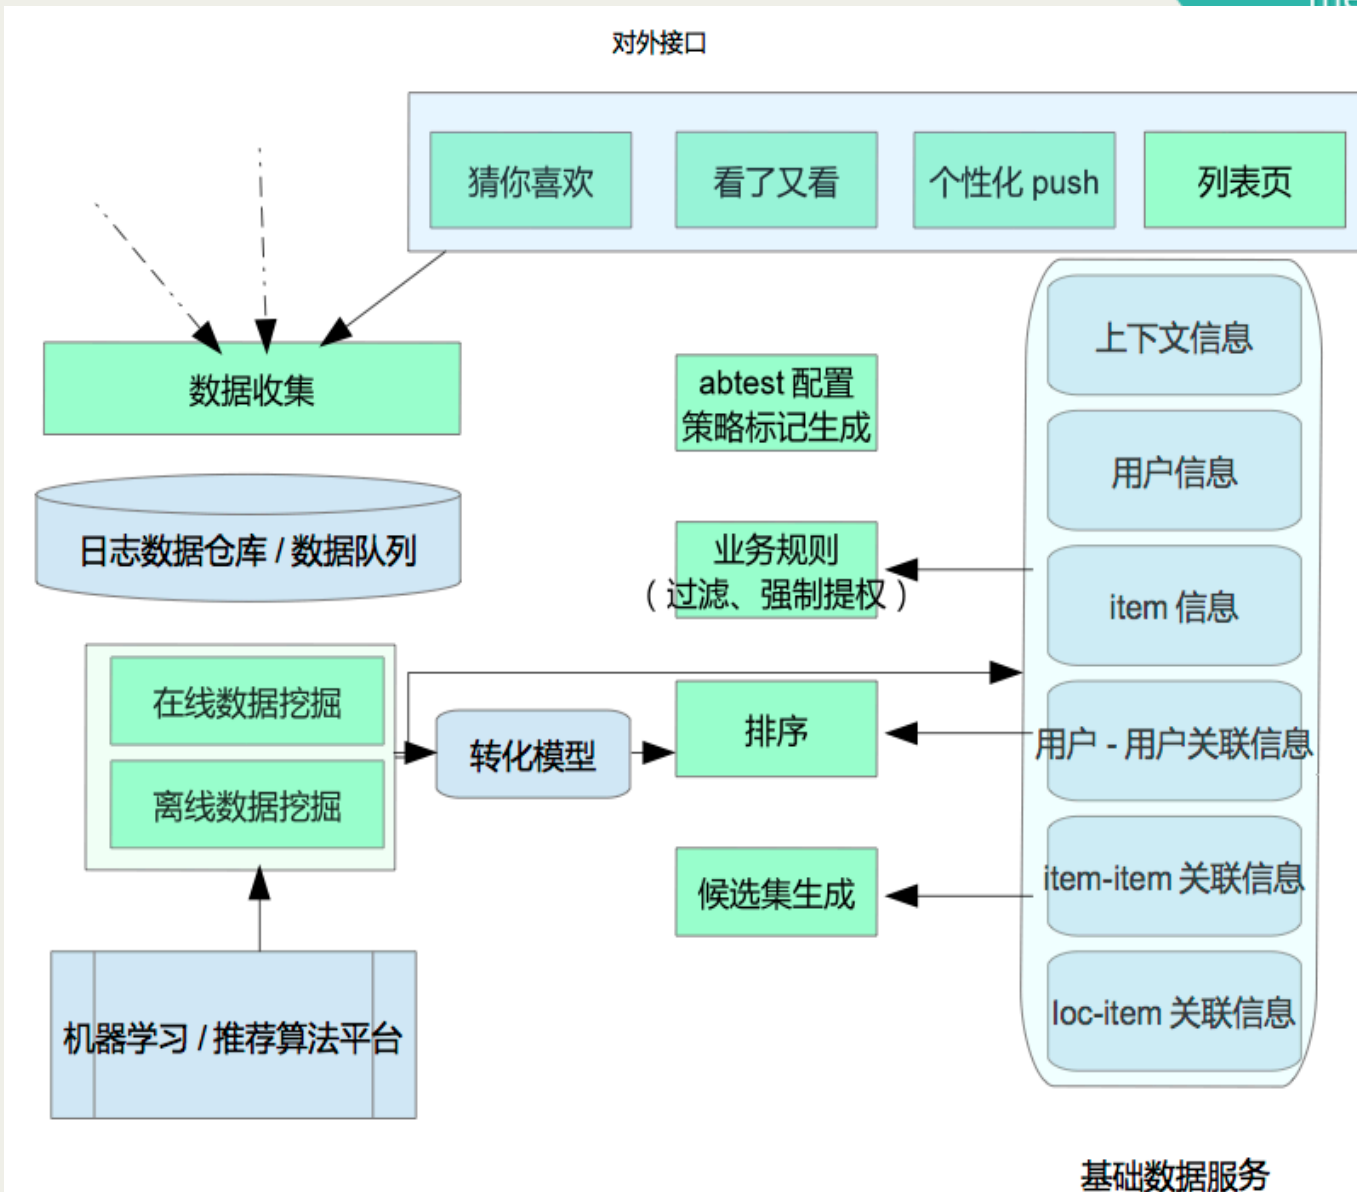 对外接口
猜你喜欢
看了又看
个性化 push
列表页
数据收集
日志数据仓库 / 数据队列
在线数据挖掘
离线数据挖掘
机器学习 / 推荐算法平台
转化模型
abtest 配置
策略标记生成
业务规则
（过滤、强制提权）
排序
候选集生成
上下文信息
用户信息
item 信息
用户 - 用户关联信息
item-item 关联信息
loc-item 关联信息
基础数据服务